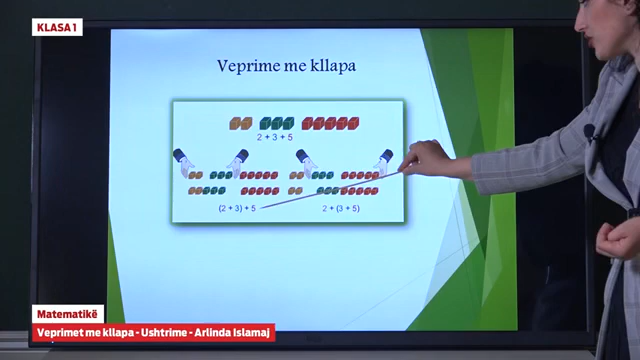 KLASA 1
Veprime me kllapa
2 + 3 + 5
(2 + 3) + 5
2 + (3 + 5)
Matematikë
Veprimet me kllapa - Ushtrime - Arlinda Islamaj